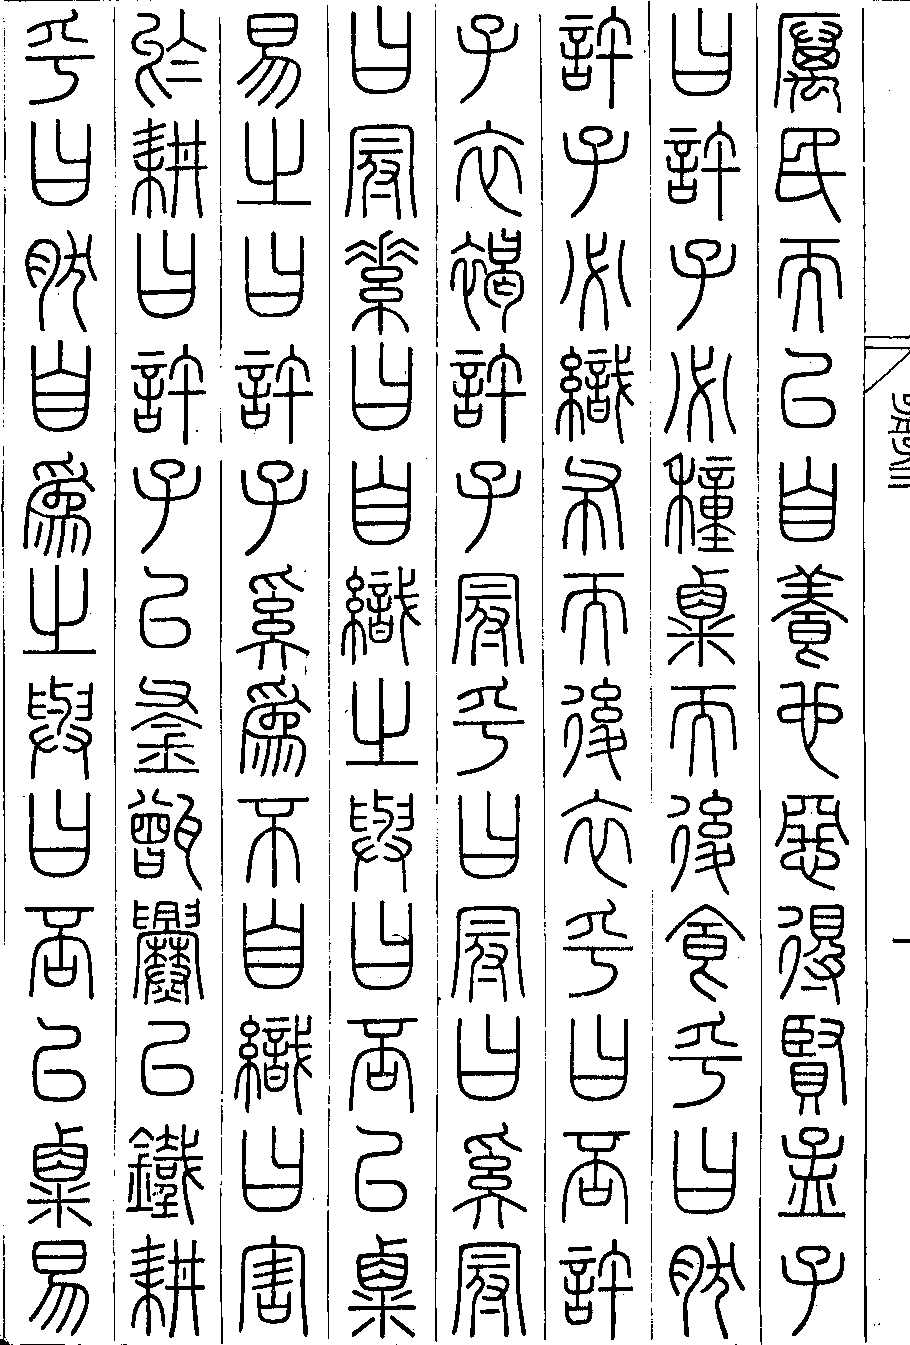 厲民而以自養也惡得賢孟子
曰許子必種粟而後食乎曰然
許子必織布而後衣乎曰否許
子衣褐許子冠乎曰冠曰奚冠
曰冠素曰自織之與曰否以粟
易之曰許子奚為不自織曰害
於耕曰許子以釜甑爨以鐵耕
乎曰然自為之與曰否以粟易